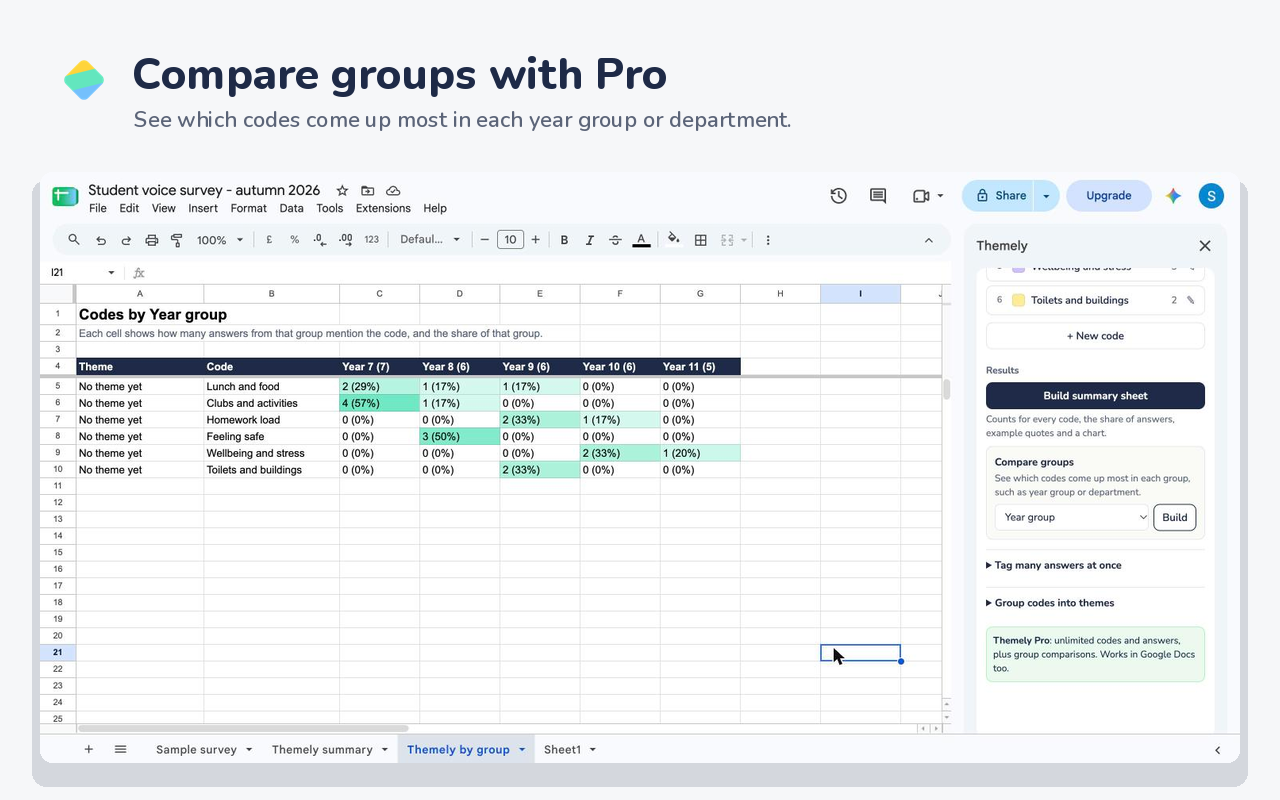 Compare groups with Pro
See which codes come up most in each year group or department.
Student voice survey - autumn 2026
File Edit View Insert Format Data Tools Extensions Help
Share
Upgrade
S
100% £ % .0 .00 123 Defaul... 10 B I S A
Themely
I21 fx
A B C D E F G H I J
1 Codes by Year group
2 Each cell shows how many answers from that group mention the code, and the share of that group.
3
4 Theme Code Year 7 (7) Year 8 (6) Year 9 (6) Year 10 (6) Year 11 (5)
5 No theme yet Lunch and food 2 (29%) 1 (17%) 1 (17%) 0 (0%) 0 (0%)
6 No theme yet Clubs and activities 4 (57%) 1 (17%) 0 (0%) 0 (0%) 0 (0%)
7 No theme yet Homework load 0 (0%) 0 (0%) 2 (33%) 1 (17%) 0 (0%)
8 No theme yet Feeling safe 0 (0%) 3 (50%) 0 (0%) 0 (0%) 0 (0%)
9 No theme yet Wellbeing and stress 0 (0%) 0 (0%) 0 (0%) 2 (33%) 1 (20%)
10 No theme yet Toilets and buildings 0 (0%) 0 (0%) 2 (33%) 0 (0%) 0 (0%)
11
12
13
14
15
16
17
18
19
20
21
22
23
24
25
Wellbeing and stress
6 Toilets and buildings 2
+ New code
Results
Build summary sheet
Counts for every code, the share of answers,
example quotes and a chart.
Compare groups
See which codes come up most in each group,
such as year group or department.
Year group Build
Tag many answers at once
Group codes into themes
Themely Pro: unlimited codes and answers,
plus group comparisons. Works in Google Docs
too.
Sample survey Themely summary Themely by group Sheet1